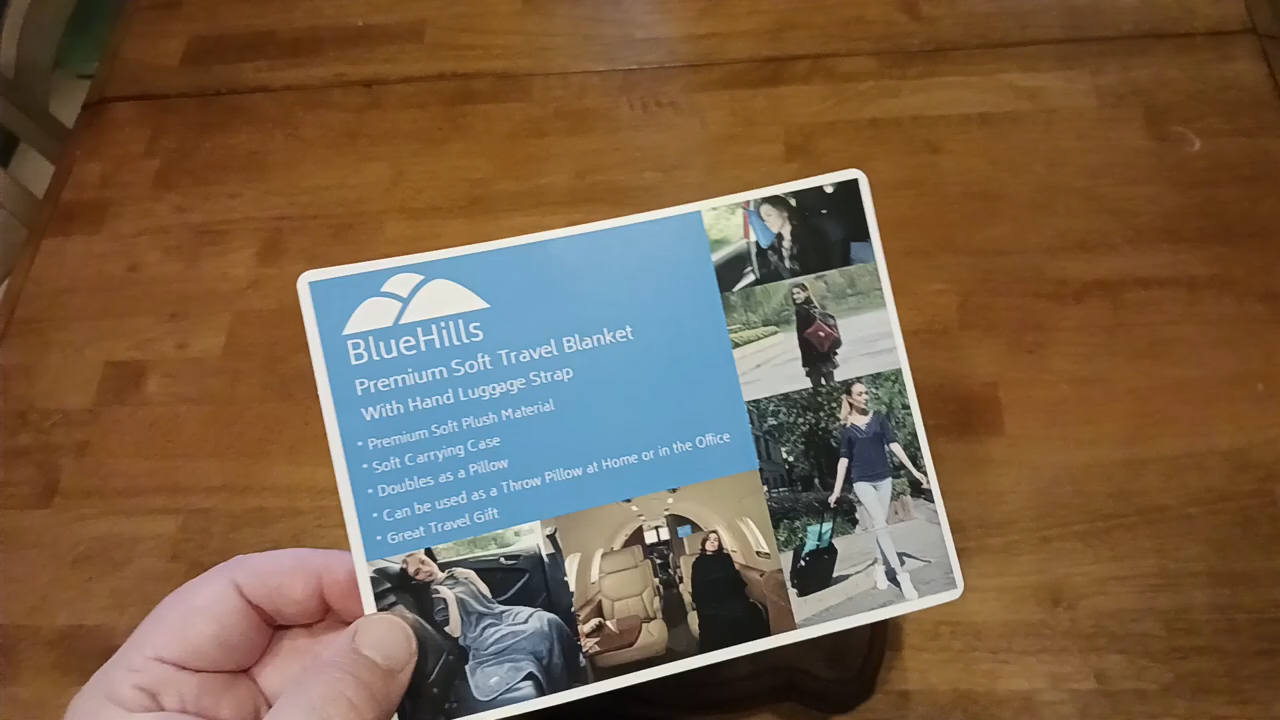 BlueHills
Premium Soft Travel Blanket
With Hand Luggage Strap
• Premium Soft Plush Material
• Soft Carrying Case
• Doubles as a Pillow
• Can be used as a Throw Pillow at Home or in the Office
• Great Travel Gift